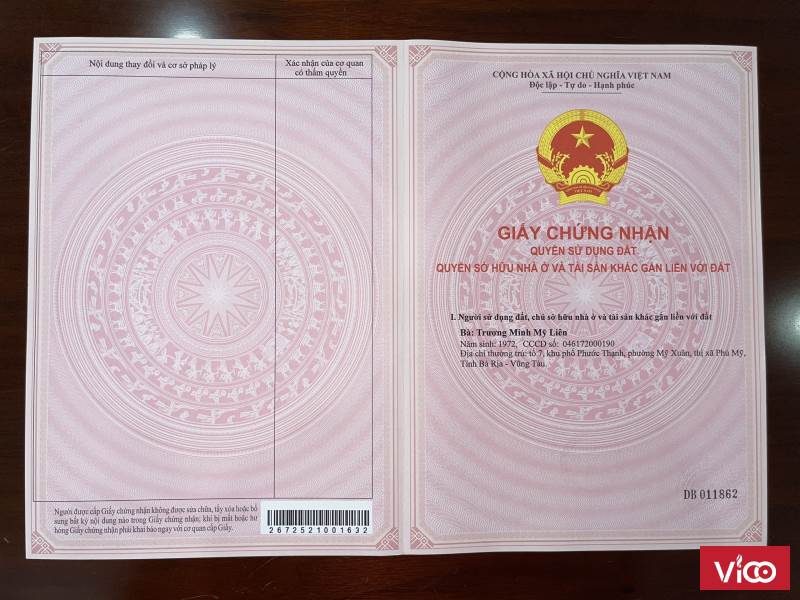 Nội dung thay đổi và cơ sở pháp lý
Xác nhận của cơ quan
có thẩm quyền
Người được cấp Giấy chứng nhận không được sửa chữa, tẩy xóa hoặc bổ
sung bất kỳ nội dung nào trong Giấy chứng nhận; khi bị mất hoặc hư
hỏng Giấy chứng nhận phải khai báo ngay với cơ quan cấp Giấy.
2672521001632
CỘNG HÒA XÃ HỘI CHỦ NGHĨA VIỆT NAM
Độc lập - Tự do - Hạnh phúc
VIỆT NAM
GIẤY CHỨNG NHẬN
QUYỀN SỬ DỤNG ĐẤT
QUYỀN SỞ HỮU NHÀ Ở VÀ TÀI SẢN KHÁC GẮN LIỀN VỚI ĐẤT
I. Người sử dụng đất, chủ sở hữu nhà ở và tài sản khác gắn liền với đất
Bà: Trương Minh Mỹ Liên
Năm sinh: 1972, CCCD số: 046172000190
Địa chỉ thường trú: tổ 7, khu phố Phước Thạnh, phường Mỹ Xuân, thị xã Phú Mỹ,
Tỉnh Bà Rịa - Vũng Tàu.
DB 011862
Vico